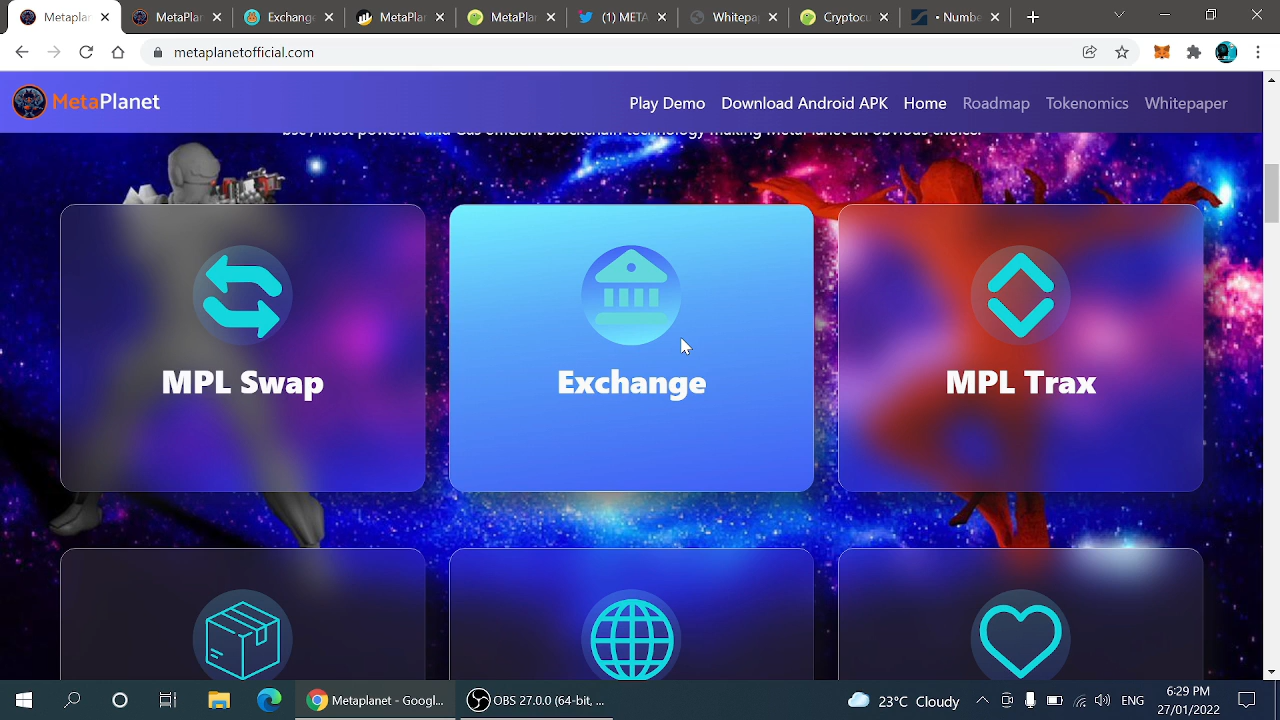 MetaPla
MetaPlan
Exchang
MetaPla
MetaPla
(1) META
Whitepap
Cryptocu
• Numbe
metaplanetofficial.com
MetaPlanet
Play Demo
Download Android APK
Home
Roadmap
Tokenomics
Whitepaper
MPL Swap
Exchange
MPL Trax
Metaplanet - Googl...
OBS 27.0.0 (64-bit, ...
23°C Cloudy
ENG
6:29 PM
27/01/2022